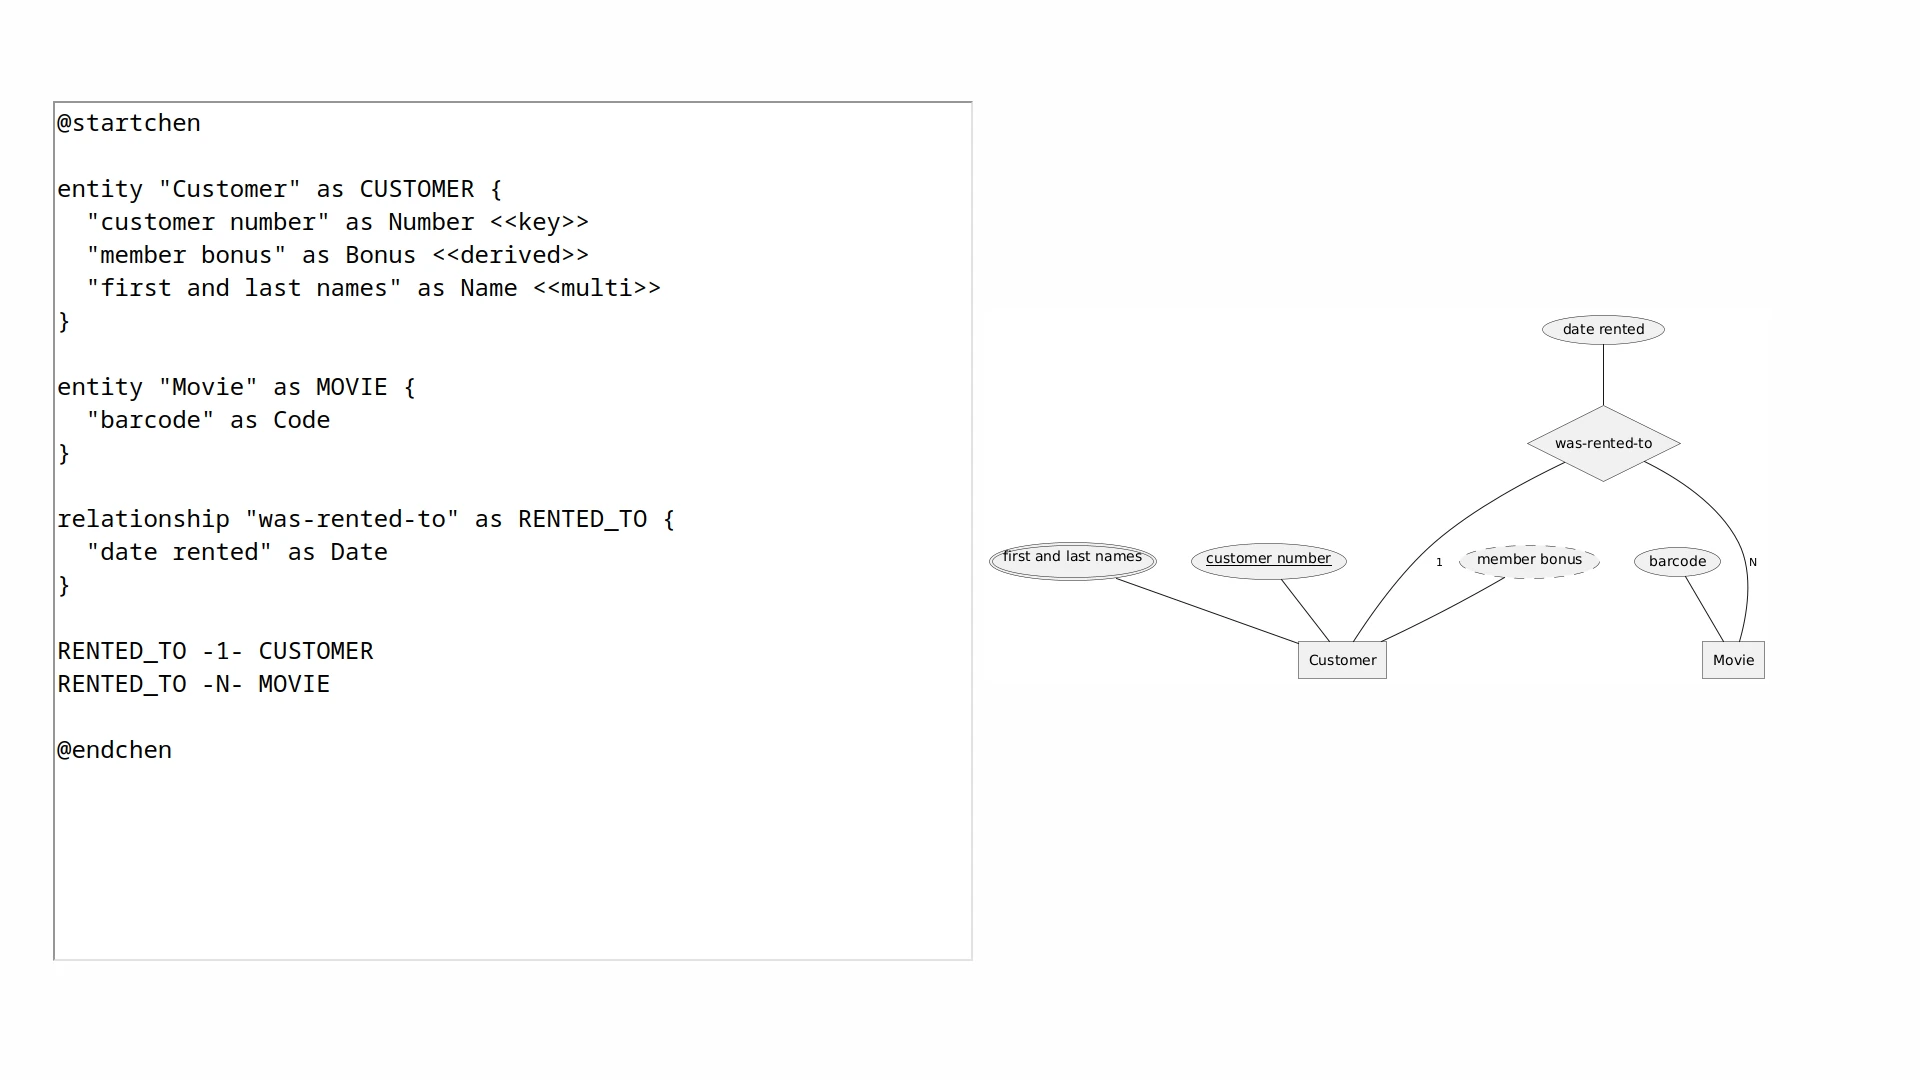 @startchen
entity "Customer" as CUSTOMER {
"customer number" as Number <<key>>
"member bonus" as Bonus <<derived>>
"first and last names" as Name <<multi>>
}
entity "Movie" as MOVIE {
"barcode" as Code
}
relationship "was-rented-to" as RENTED_TO {
"date rented" as Date
}
RENTED_TO -1- CUSTOMER
RENTED_TO -N- MOVIE
@endchen
date rented
was-rented-to
first and last names
customer number
1
member bonus
barcode
N
Customer
Movie